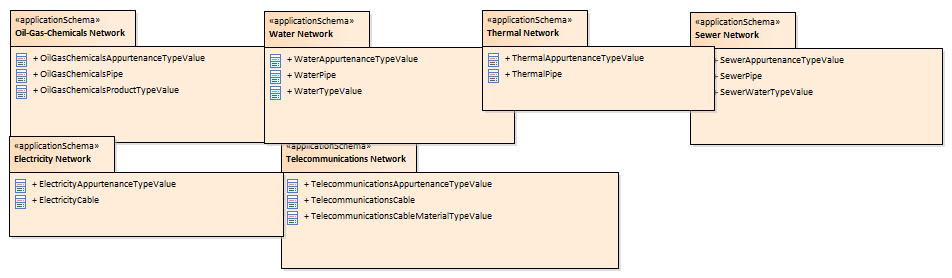 «applicationSchema»
Oil-Gas-Chemicals Network
+ OilGasChemicalsAppurtenanceTypeValue
+ OilGasChemicalsPipe
+ OilGasChemicalsProductTypeValue
«applicationSchema»
Water Network
+ WaterAppurtenanceTypeValue
+ WaterPipe
+ WaterTypeValue
«applicationSchema»
Thermal Network
+ ThermalAppurtenanceTypeValue
+ ThermalPipe
«applicationSchema»
Sewer Network
+ SewerAppurtenanceTypeValue
+ SewerPipe
+ SewerWaterTypeValue
«applicationSchema»
Electricity Network
+ ElectricityAppurtenanceTypeValue
+ ElectricityCable
«applicationSchema»
Telecommunications Network
+ TelecommunicationsAppurtenanceTypeValue
+ TelecommunicationsCable
+ TelecommunicationsCableMaterialTypeValue